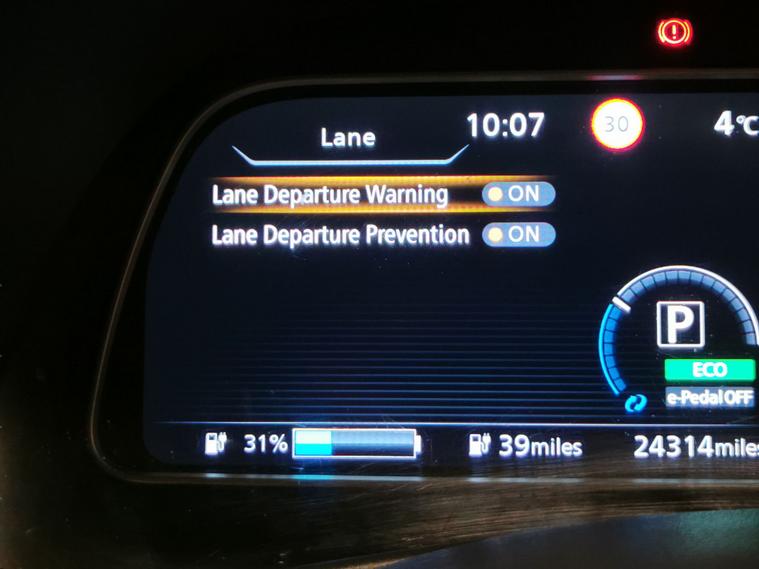 10:07
30
4°C
Lane
Lane Departure Warning ON
Lane Departure Prevention ON
P
ECO
e-Pedal OFF
31% 39miles 24314miles